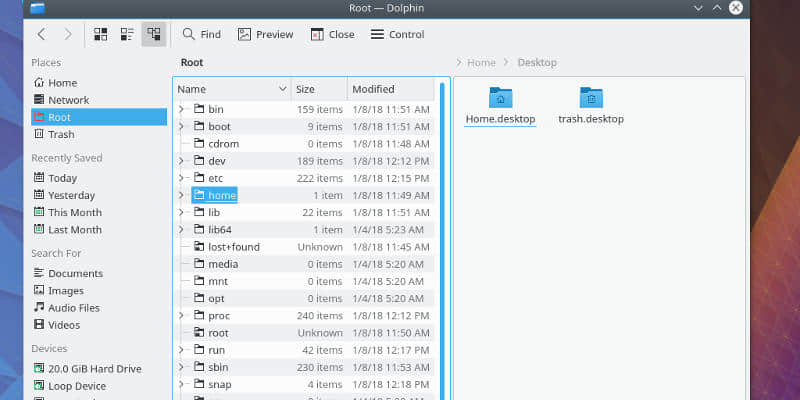 Root — Dolphin
Find Preview Close Control
Places
Home
Network
Root
Trash
Recently Saved
Today
Yesterday
This Month
Last Month
Search For
Documents
Images
Audio Files
Videos
Devices
20.0 GiB Hard Drive
Loop Device
Root
Name Size Modified
bin 159 items 1/8/18 11:51 AM
boot 9 items 1/8/18 11:51 AM
cdrom 0 items 1/8/18 11:48 AM
dev 189 items 1/8/18 12:12 PM
etc 222 items 1/8/18 12:15 PM
home 1 item 1/8/18 11:49 AM
lib 22 items 1/8/18 11:51 AM
lib64 1 item 1/4/18 5:23 AM
lost+found Unknown 1/8/18 11:45 AM
media 0 items 1/4/18 5:20 AM
mnt 0 items 1/4/18 5:20 AM
opt 0 items 1/4/18 5:20 AM
proc 240 items 1/8/18 12:12 PM
root Unknown 1/8/18 11:50 AM
run 42 items 1/8/18 12:17 PM
sbin 230 items 1/8/18 11:53 AM
snap 4 items 1/8/18 12:18 PM
Home Desktop
Home.desktop trash.desktop